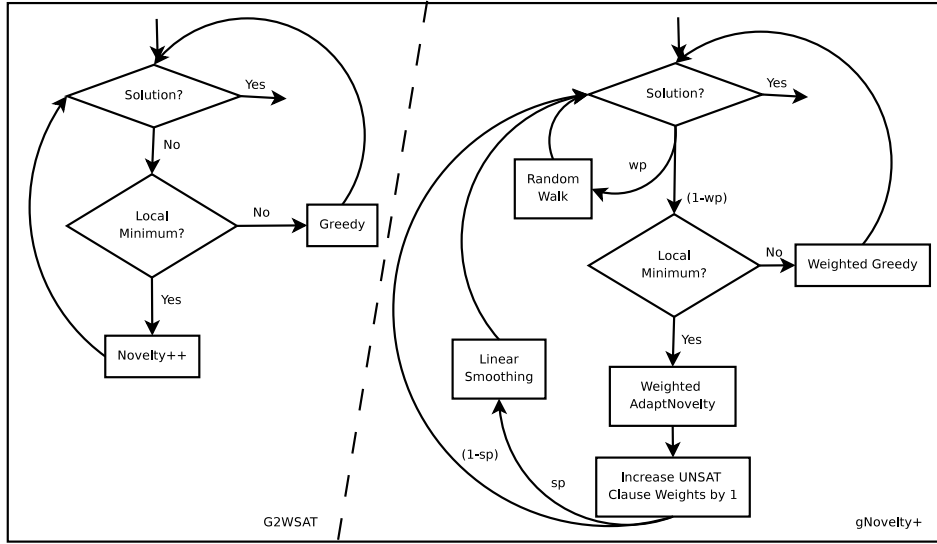 Solution?
Yes
No
Local
Minimum?
No
Greedy
Yes
Novelty++
G2WSAT
Solution?
Yes
wp
Random
Walk
(1-wp)
Local
Minimum?
No
Weighted Greedy
Yes
Linear
Smoothing
Weighted
AdaptNovelty
(1-sp)
sp
Increase UNSAT
Clause Weights by 1
gNovelty+